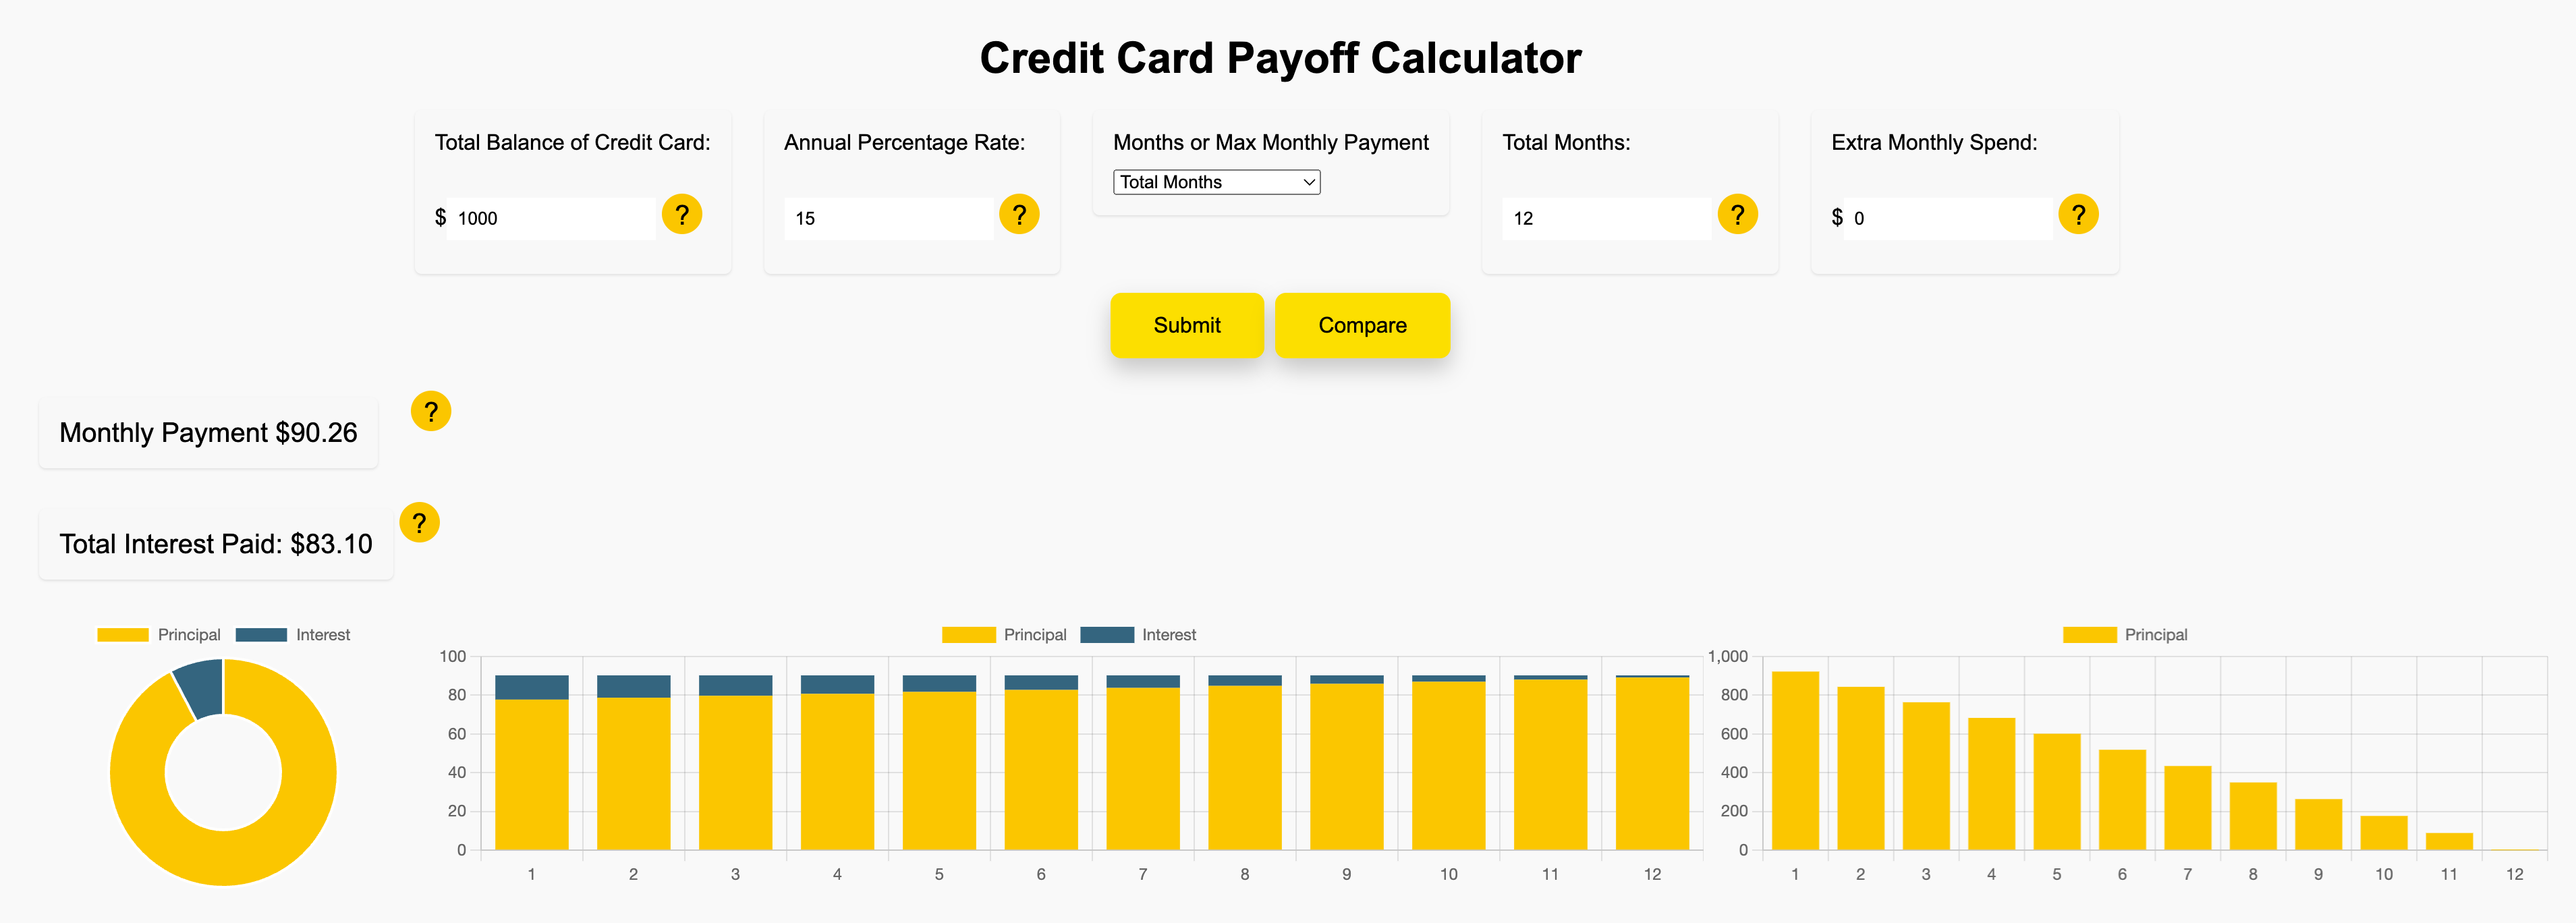 Credit Card Payoff Calculator
Total Balance of Credit Card:
$ 1000 ?
Annual Percentage Rate:
15 ?
Months or Max Monthly Payment
Total Months
Total Months:
12 ?
Extra Monthly Spend:
$ 0 ?
Submit Compare
Monthly Payment $90.26 ?
Total Interest Paid: $83.10 ?
Principal Interest
Principal Interest
100
80
60
40
20
0
1 2 3 4 5 6 7 8 9 10 11 12
Principal
1,000
800
600
400
200
0
1 2 3 4 5 6 7 8 9 10 11 12